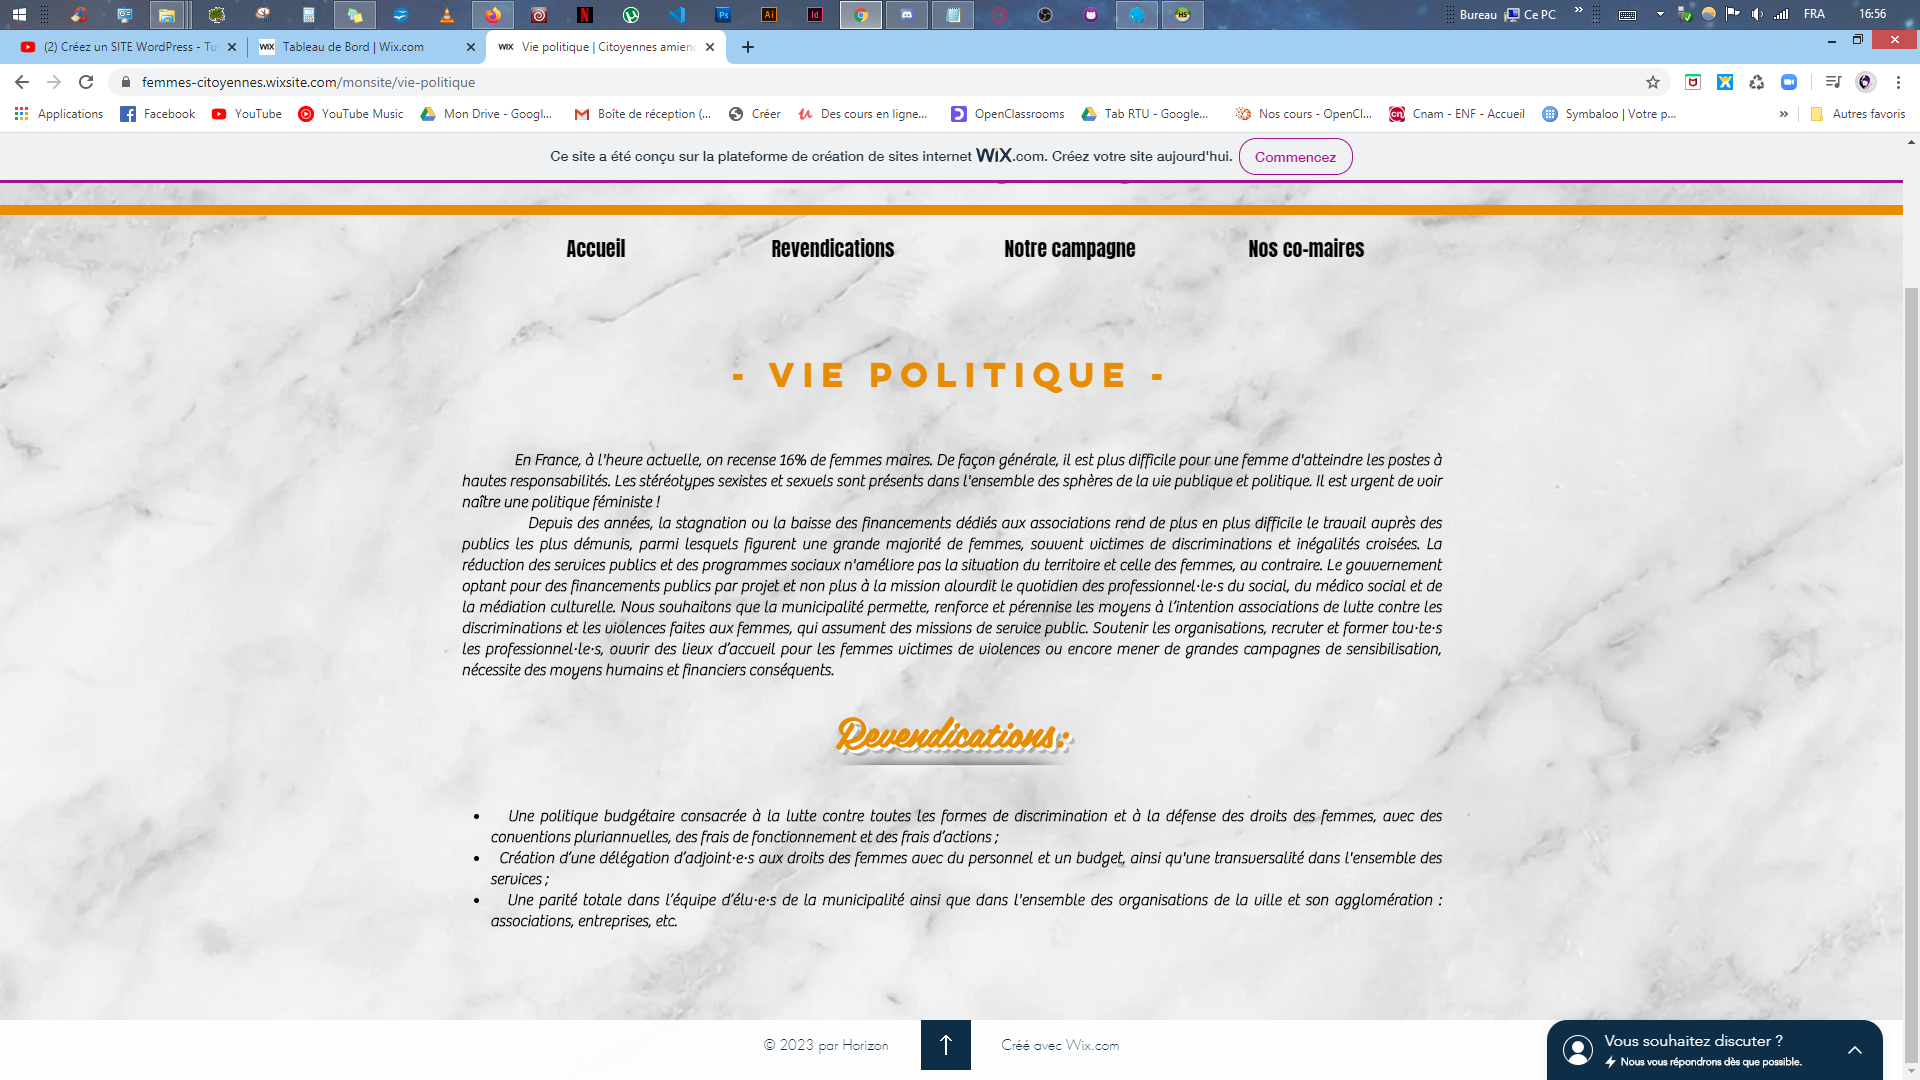 Bureau
Ce PC
»
FRA
16:56
(2) Créez un SITE WordPress - Tu
Tableau de Bord | Wix.com
Vie politique | Citoyennes amien
femmes-citoyennes.wixsite.com/monsite/vie-politique
Applications
Facebook
YouTube
YouTube Music
Mon Drive - Googl...
Boîte de réception (...
Créer
Des cours en ligne...
OpenClassrooms
Tab RTU - Google...
Nos cours - OpenCl...
Cnam - ENF - Accueil
Symbaloo | Votre p...
»
Autres favoris
Ce site a été conçu sur la plateforme de création de sites internet WiX.com. Créez votre site aujourd'hui.
Commencez
Accueil
Revendications
Notre campagne
Nos co-maires
- VIE POLITIQUE -
En France, à l'heure actuelle, on recense 16% de femmes maires. De façon générale, il est plus difficile pour une femme d'atteindre les postes à
hautes responsabilités. Les stéréotypes sexistes et sexuels sont présents dans l'ensemble des sphères de la vie publique et politique. Il est urgent de voir
naître une politique féministe !
Depuis des années, la stagnation ou la baisse des financements dédiés aux associations rend de plus en plus difficile le travail auprès des
publics les plus démunis, parmi lesquels figurent une grande majorité de femmes, souvent victimes de discriminations et inégalités croisées. La
réduction des services publics et des programmes sociaux n'améliore pas la situation du territoire et celle des femmes, au contraire. Le gouvernement
optant pour des financements publics par projet et non plus à la mission alourdit le quotidien des professionnel·le·s du social, du médico social et de
la médiation culturelle. Nous souhaitons que la municipalité permette, renforce et pérennise les moyens à l’intention associations de lutte contre les
discriminations et les violences faites aux femmes, qui assument des missions de service public. Soutenir les organisations, recruter et former tou·te·s
les professionnel·le·s, ouvrir des lieux d’accueil pour les femmes victimes de violences ou encore mener de grandes campagnes de sensibilisation,
nécessite des moyens humains et financiers conséquents.
Revendications :
• Une politique budgétaire consacrée à la lutte contre toutes les formes de discrimination et à la défense des droits des femmes, avec des
conventions pluriannuelles, des frais de fonctionnement et des frais d’actions ;
• Création d’une délégation d’adjoint·e·s aux droits des femmes avec du personnel et un budget, ainsi qu'une transversalité dans l'ensemble des
services ;
• Une parité totale dans l’équipe d’élu·e·s de la municipalité ainsi que dans l'ensemble des organisations de la ville et son agglomération :
associations, entreprises, etc.
© 2023 par Horizon
Créé avec Wix.com
Vous souhaitez discuter ?
Nous vous répondrons dès que possible.